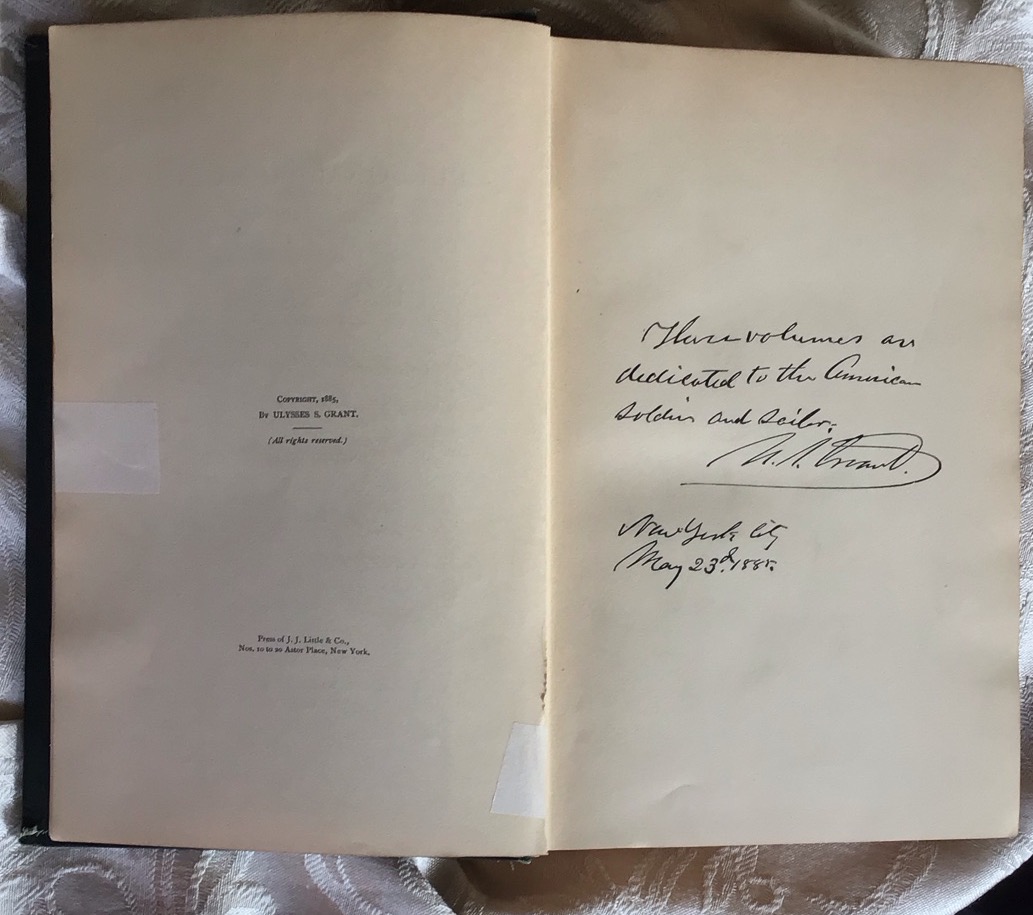 COPYRIGHT, 1885,
BY ULYSSES S. GRANT.
(All rights reserved.)
Press of J. J. Little & Co.,
Nos. 10 to 20 Astor Place, New York.
These volumes are
dedicated to the American
soldier and sailor.
U. S. Grant.
New York City
May 23d. 1885.